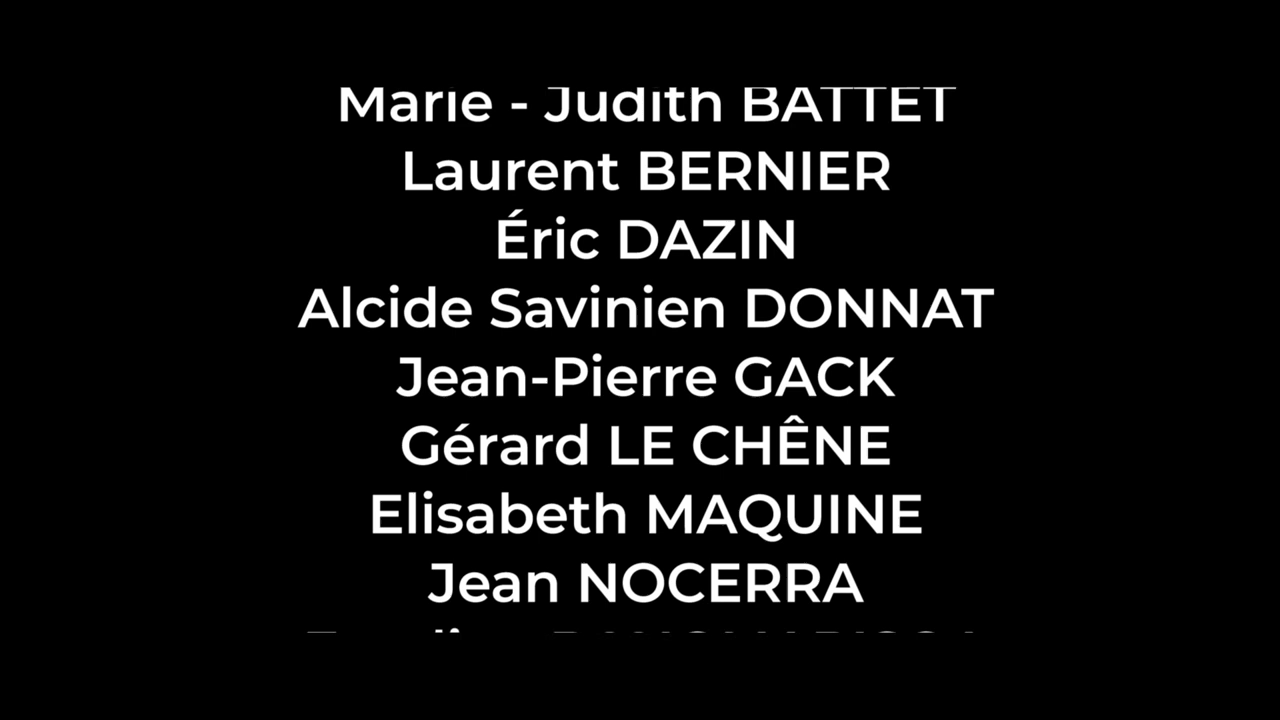 Marie - Judith BATTET
Laurent BERNIER
Éric DAZIN
Alcide Savinien DONNAT
Jean-Pierre GACK
Gérard LE CHÊNE
Elisabeth MAQUINE
Jean NOCERRA